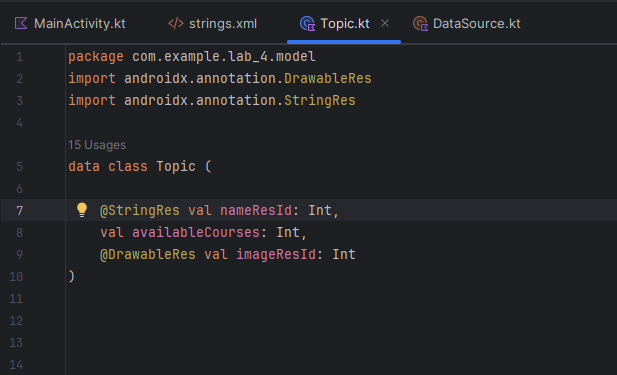 MainActivity.kt
strings.xml
Topic.kt
DataSource.kt
1 package com.example.lab_4.model
2 import androidx.annotation.DrawableRes
3 import androidx.annotation.StringRes
4
15 Usages
5 data class Topic (
6
7 @StringRes val nameResId: Int,
8 val availableCourses: Int,
9 @DrawableRes val imageResId: Int
10 )
11
12
13
14